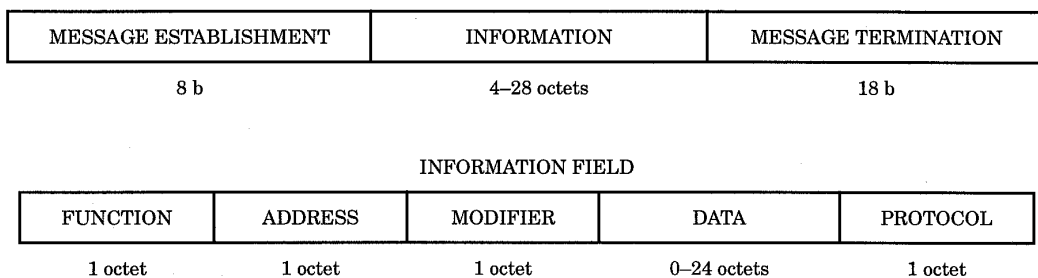 MESSAGE ESTABLISHMENT INFORMATION MESSAGE TERMINATION
8 b 4–28 octets 18 b
INFORMATION FIELD
FUNCTION ADDRESS MODIFIER DATA PROTOCOL
1 octet 1 octet 1 octet 0–24 octets 1 octet